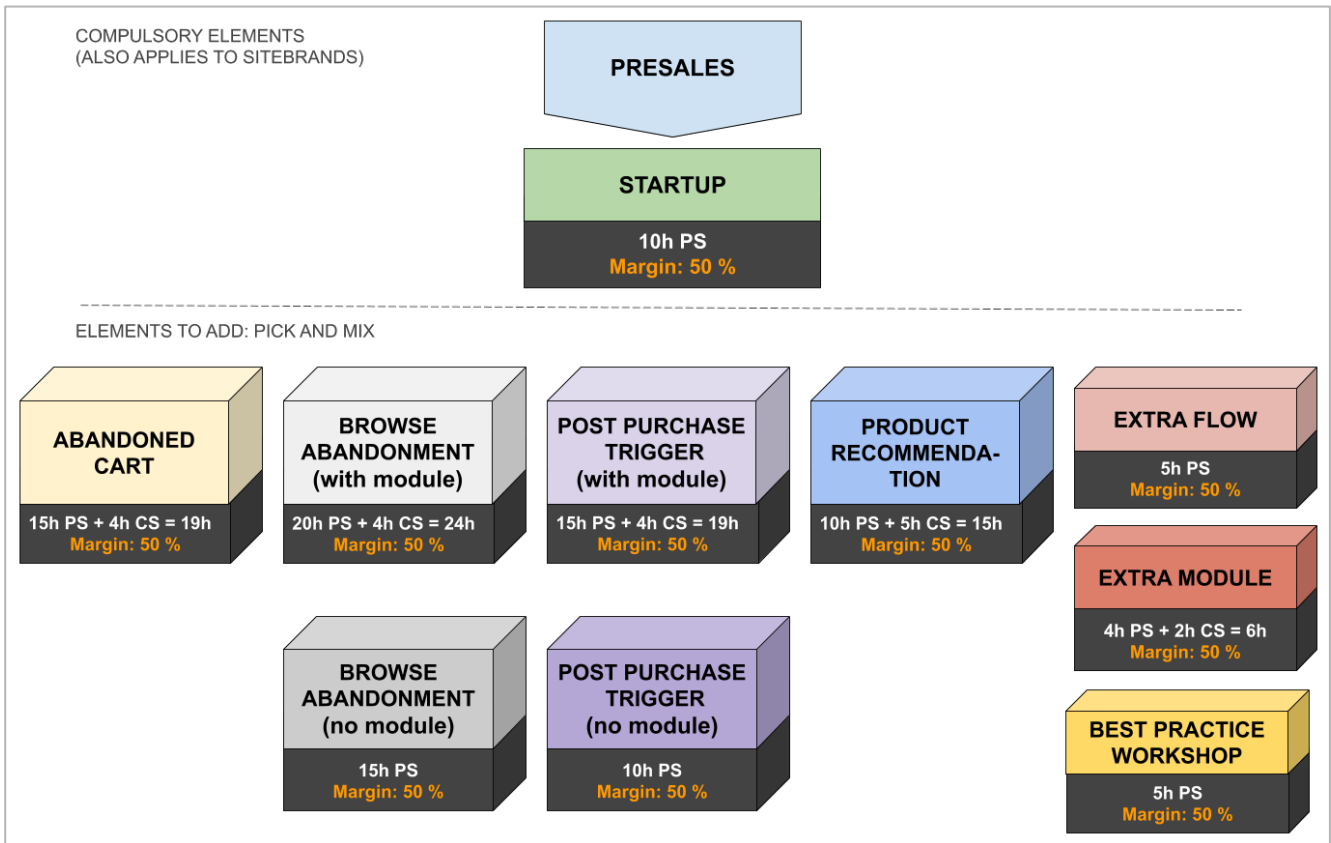 COMPULSORY ELEMENTS
(ALSO APPLIES TO SITEBRANDS)
PRESALES
STARTUP
10h PS
Margin: 50 %
ELEMENTS TO ADD: PICK AND MIX
ABANDONED
CART
15h PS + 4h CS = 19h
Margin: 50 %
BROWSE
ABANDONMENT
(with module)
20h PS + 4h CS = 24h
Margin: 50 %
POST PURCHASE
TRIGGER
(with module)
15h PS + 4h CS = 19h
Margin: 50 %
PRODUCT
RECOMMENDA-
TION
10h PS + 5h CS = 15h
Margin: 50 %
EXTRA FLOW
5h PS
Margin: 50 %
EXTRA MODULE
4h PS + 2h CS = 6h
Margin: 50 %
BROWSE
ABANDONMENT
(no module)
15h PS
Margin: 50 %
POST PURCHASE
TRIGGER
(no module)
10h PS
Margin: 50 %
BEST PRACTICE
WORKSHOP
5h PS
Margin: 50 %